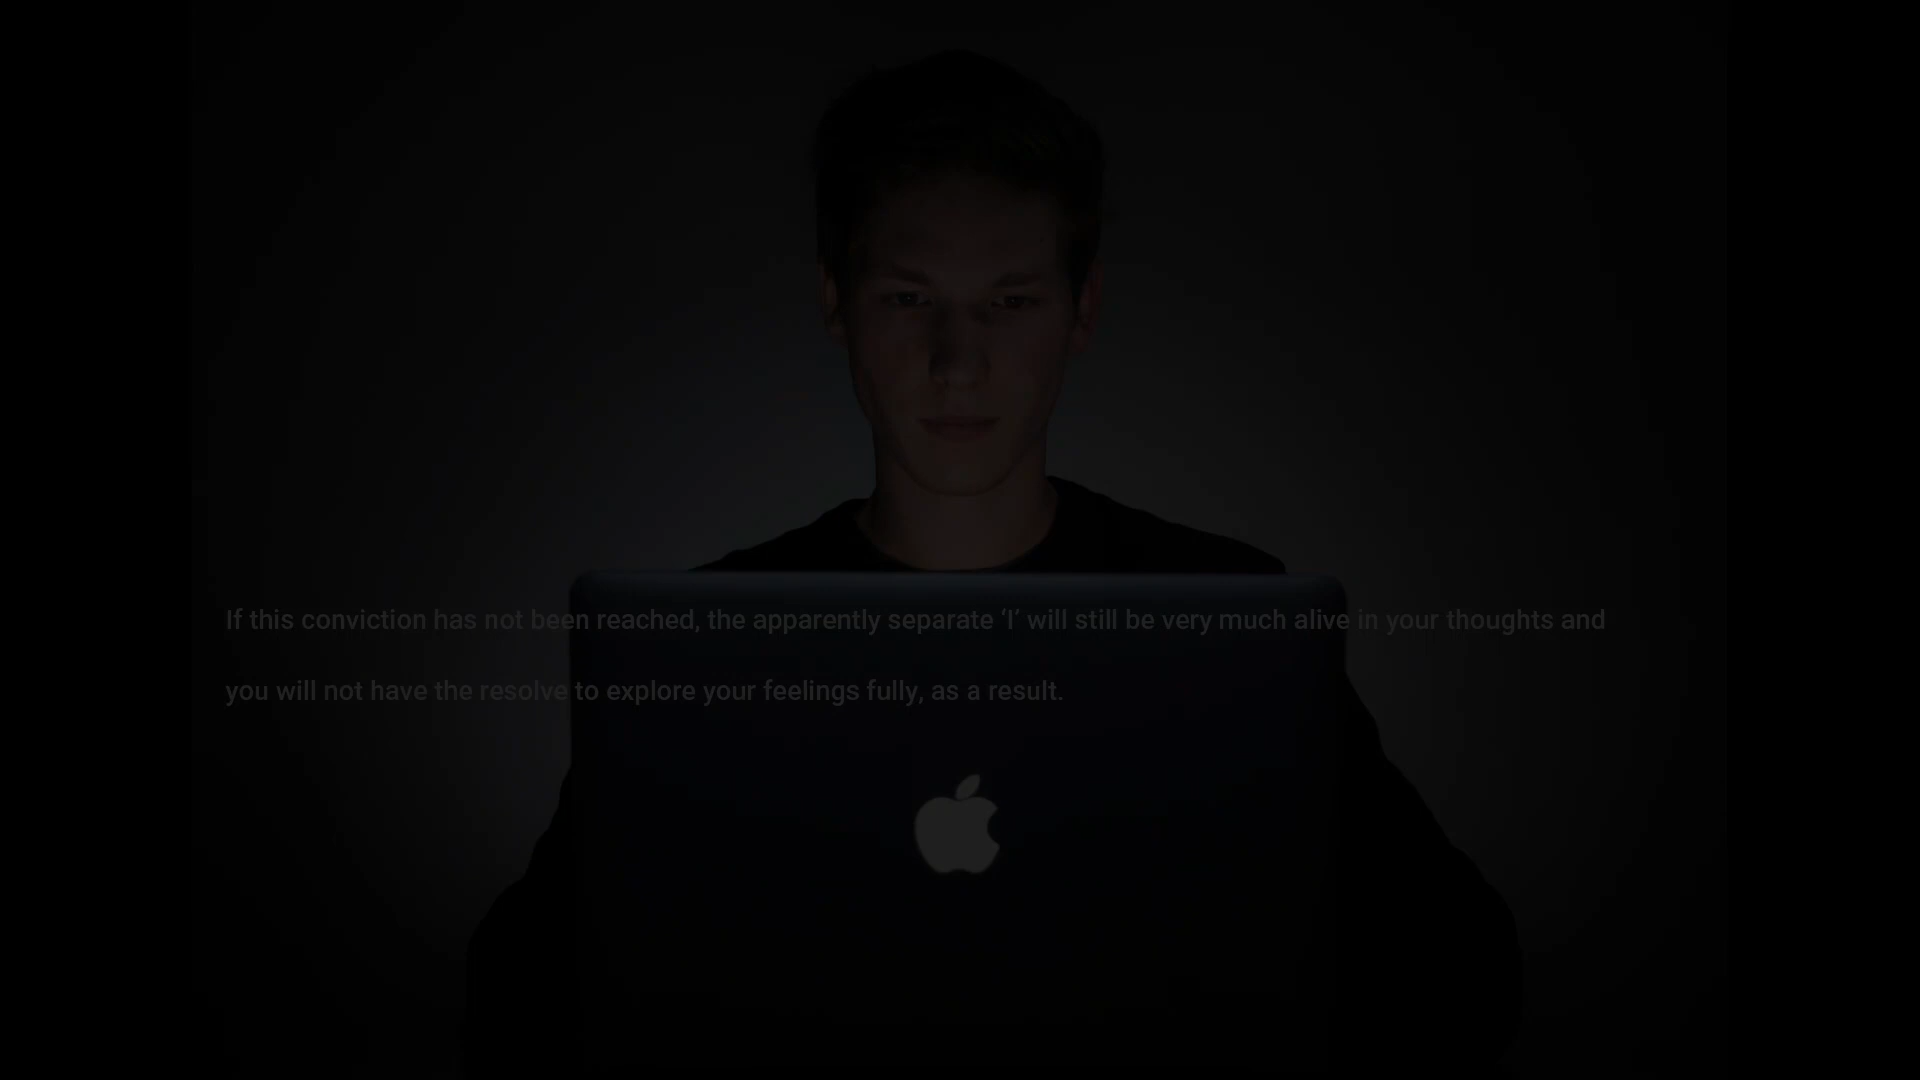 If this conviction has not been reached, the apparently separate ‘I’ will still be very much alive in your thoughts and
you will not have the resolve to explore your feelings fully, as a result.